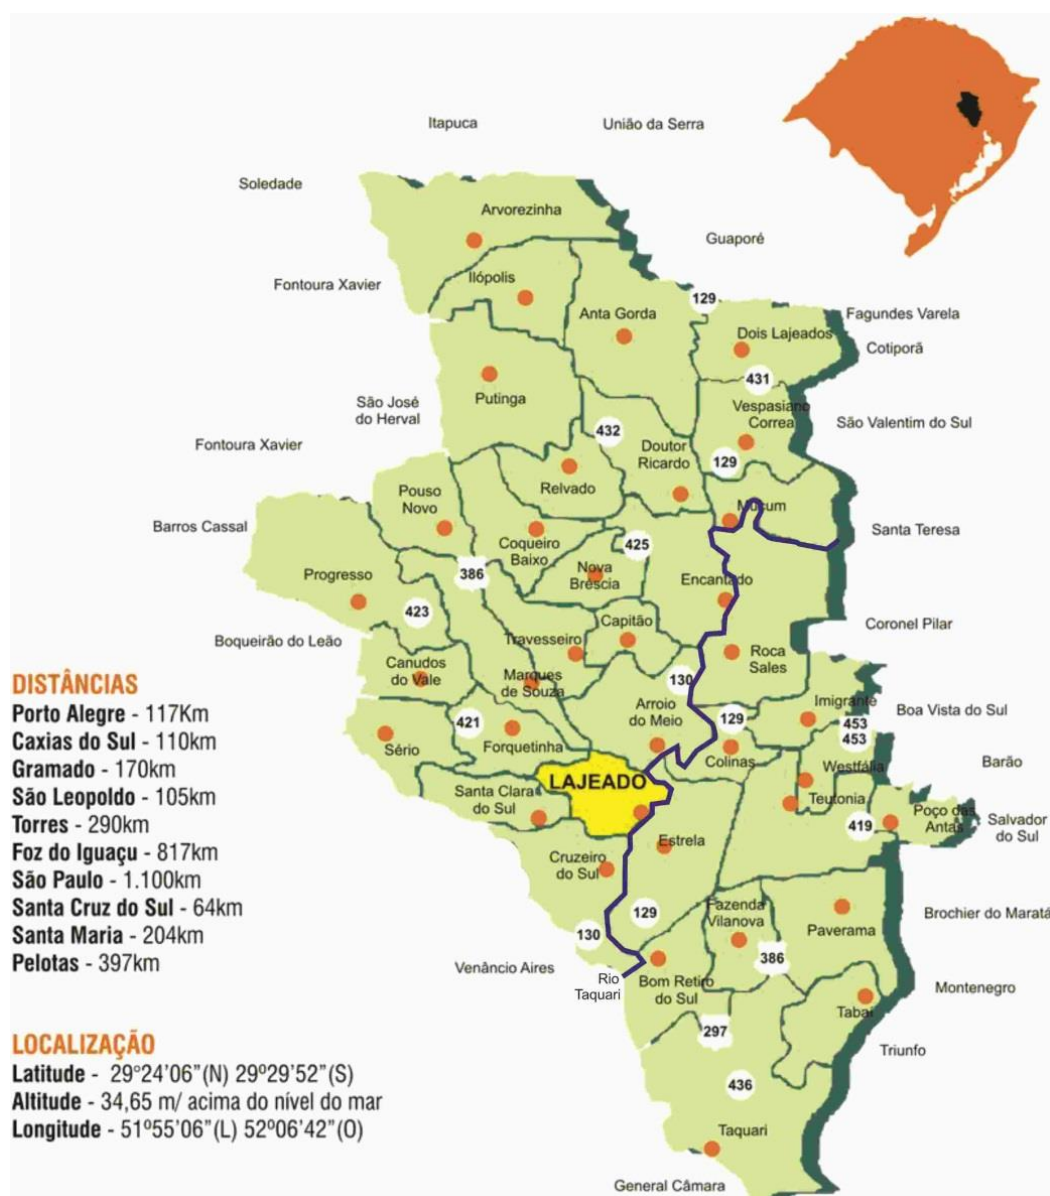 Itapuca
União da Serra
Soledade
Arvorezinha
Guaporé
Ilópolis
Fontoura Xavier
129
Anta Gorda
Fagundes Varela
Dois Lajeados
Cotiporã
431
Putinga
São José
do Herval
Vespasiano
Correa
São Valentim do Sul
432
Fontoura Xavier
Doutor
Ricardo
129
Relvado
Pouso
Novo
Muçum
Barros Cassal
Santa Teresa
Coqueiro
Baixo
425
386
Nova
Bréscia
Progresso
Encantado
423
Capitão
Coronel Pilar
Boqueirão do Leão
Travesseiro
Roca
Sales
Canudos
do Vale
Marques
de Souza
130
DISTÂNCIAS
Porto Alegre - 117Km
Caxias do Sul - 110km
Gramado - 170km
São Leopoldo - 105km
Torres - 290km
Foz do Iguaçu - 817km
São Paulo - 1.100km
Santa Cruz do Sul - 64km
Santa Maria - 204km
Pelotas - 397km
Arroio
do Meio
Imigrante
Boa Vista do Sul
421
129
453
453
Sério
Forquetinha
Colinas
Westfália
Barão
LAJEADO
Santa Clara
do Sul
Teutonia
Poço das
Antas
Salvador
do Sul
419
Estrela
Cruzeiro
do Sul
129
Fazenda
Vilanova
Brochier do Maratá
130
Paverama
386
Venâncio Aires
Rio
Taquari
Bom Retiro
do Sul
Montenegro
Tabaí
297
Triunfo
LOCALIZAÇÃO
Latitude - 29°24'06"(N) 29º29'52"(S)
Altitude - 34,65 m/ acima do nível do mar
Longitude - 51º55'06"(L) 52º06'42"(O)
436
Taquari
General Câmara